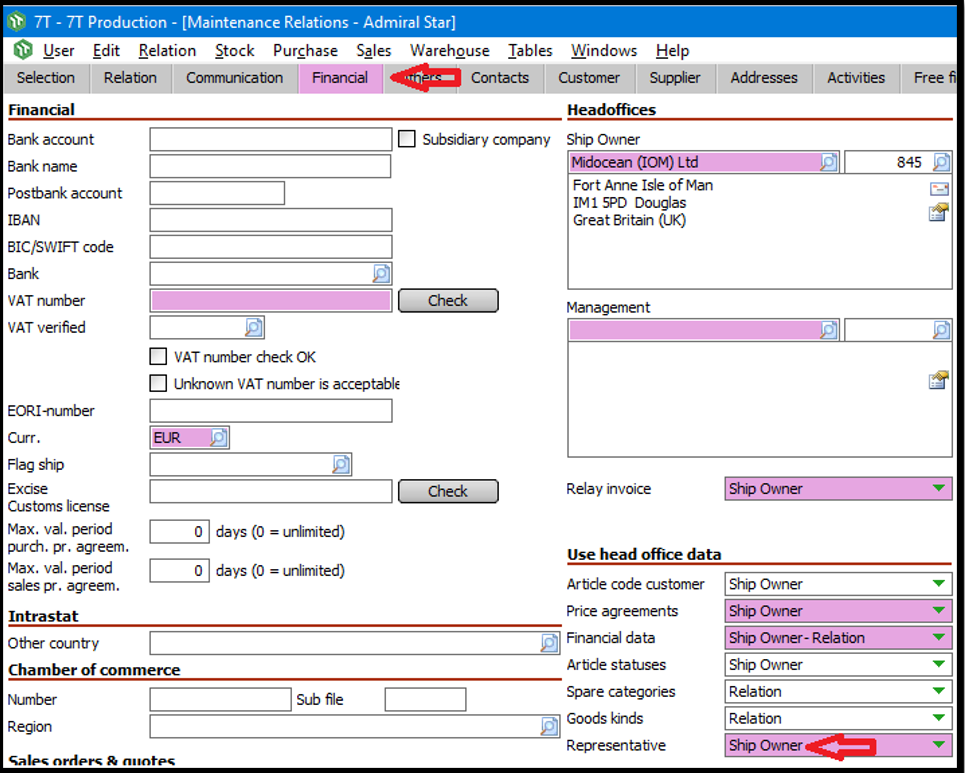 7T - 7T Production - [Maintenance Relations - Admiral Star]
User Edit Relation Stock Purchase Sales Warehouse Tables Windows Help
Selection Relation Communication Financial Others Contacts Customer Supplier Addresses Activities Free fi
Financial
Bank account
Subsidiary company
Bank name
Postbank account
IBAN
BIC/SWIFT code
Bank
VAT number
Check
VAT verified
VAT number check OK
Unknown VAT number is acceptable
EORI-number
Curr.
EUR
Flag ship
Excise
Customs license
Check
Max. val. period
purch. pr. agreem.
0 days (0 = unlimited)
Max. val. period
sales pr. agreem.
0 days (0 = unlimited)
Intrastat
Other country
Chamber of commerce
Number
Sub file
Region
Sales orders & quotes
Headoffices
Ship Owner
Midocean (IOM) Ltd
845
Fort Anne Isle of Man
IM1 5PD Douglas
Great Britain (UK)
Management
Relay invoice
Ship Owner
Use head office data
Article code customer
Ship Owner
Price agreements
Ship Owner
Financial data
Ship Owner - Relation
Article statuses
Ship Owner
Spare categories
Relation
Goods kinds
Relation
Representative
Ship Owner